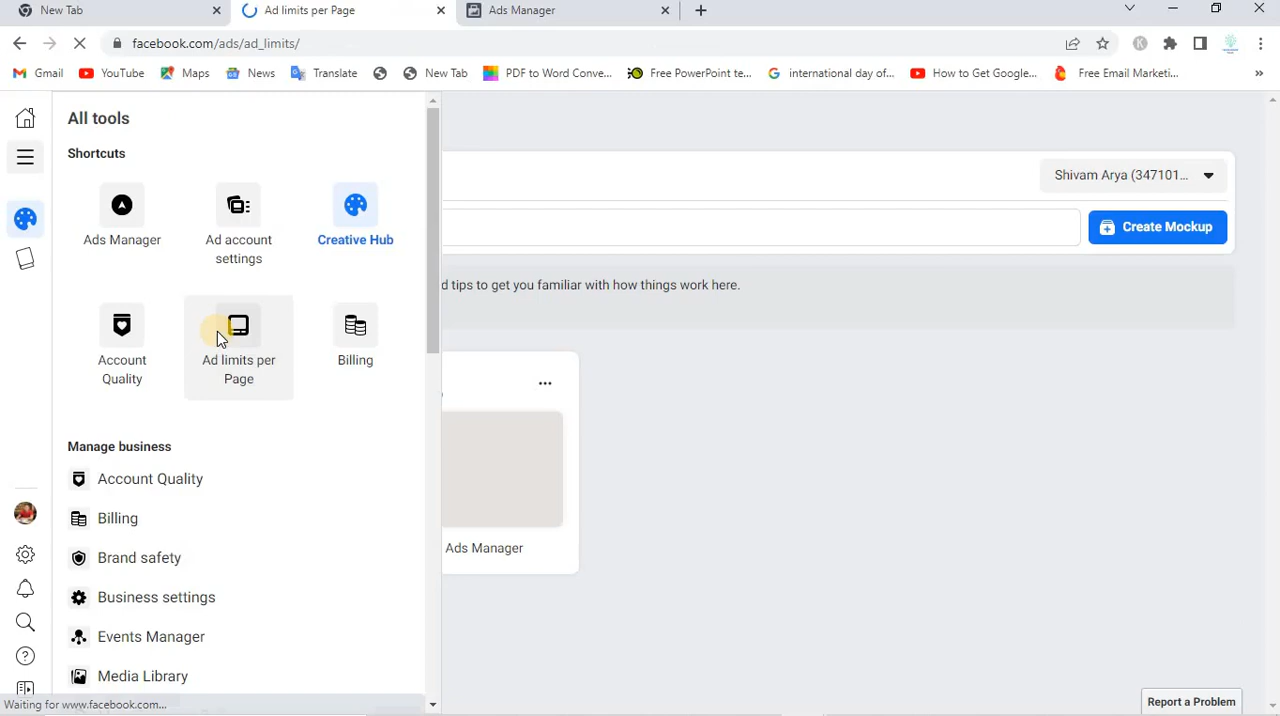 New Tab
Ad limits per Page
Ads Manager
facebook.com/ads/ad_limits/
K
Gmail
YouTube
Maps
News
Translate
New Tab
PDF to Word Conve...
Free PowerPoint te...
international day of...
How to Get Google...
Free Email Marketi...
All tools
Shortcuts
Ads Manager
Ad account
settings
Creative Hub
Account
Quality
Ad limits per
Page
Billing
Manage business
Account Quality
Billing
Brand safety
Business settings
Events Manager
Media Library
Shivam Arya (347101...
Create Mockup
d tips to get you familiar with how things work here.
Ads Manager
Report a Problem
Waiting for www.facebook.com...